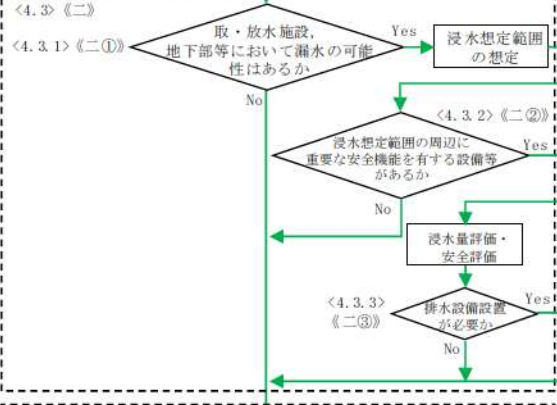 <4.3>《二》
<4.3.1>《二①》
取・放水施設,
地下部等において漏水の可能
性はあるか
Yes
浸水想定範囲
の想定
No
<4.3.2>《二②》
浸水想定範囲の周辺に
重要な安全機能を有する設備等
があるか
Yes
No
浸水量評価・
安全評価
<4.3.3>
《二③》
排水設備設置
が必要か
Yes
No